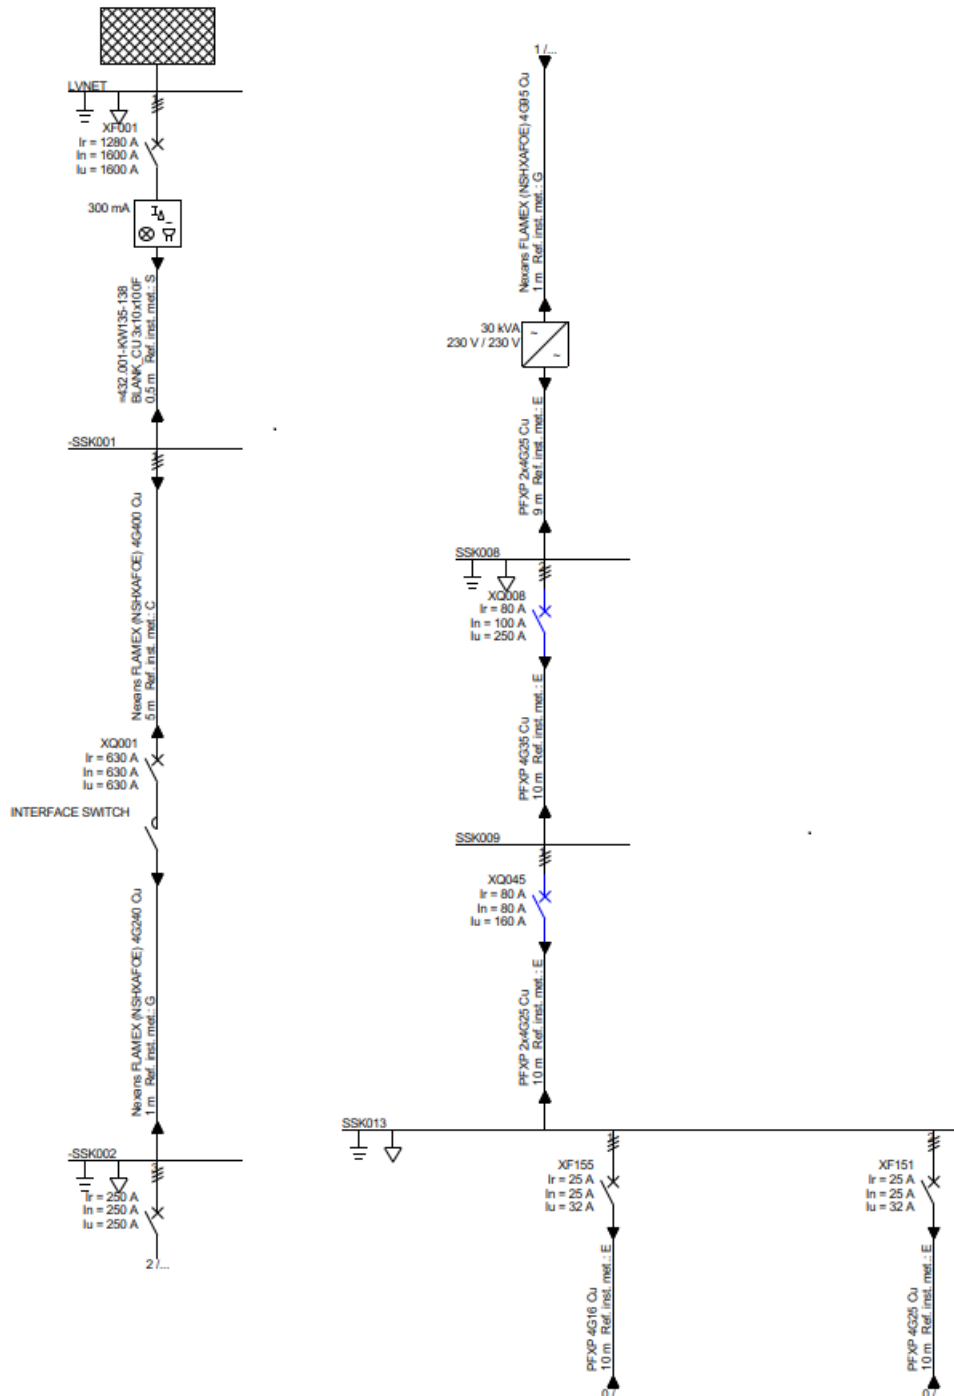 LVNET
XF001
Ir = 1280 A
In = 1600 A
Iu = 1600 A
300 mA
=432.001-KW135-138
BLANK_CU 3x10x100F
0,5 m Ref. inst. met.: S
-SSK001
Nexans FLAMEX (NSHXAFOE) 4G400 Cu
5 m Ref. inst. met.: C
XQ001
Ir = 630 A
In = 630 A
Iu = 630 A
INTERFACE SWITCH
Nexans FLAMEX (NSHXAFOE) 4G240 Cu
1 m Ref. inst. met.: G
-SSK002
Ir = 250 A
In = 250 A
Iu = 250 A
2 /...
1 /...
Nexans FLAMEX (NSHXAFOE) 4G95 Cu
1 m Ref. inst. met.: G
30 kVA
230 V / 230 V
PFXP 2x4G25 Cu
9 m Ref. inst. met.: E
SSK008
XQ008
Ir = 80 A
In = 100 A
Iu = 250 A
PFXP 4G35 Cu
10 m Ref. inst. met.: E
SSK009
XQ045
Ir = 80 A
In = 80 A
Iu = 160 A
PFXP 2x4G25 Cu
10 m Ref. inst. met.: E
SSK013
XF155
Ir = 25 A
In = 25 A
Iu = 32 A
PFXP 4G16 Cu
10 m Ref. inst. met.: E
XF151
Ir = 25 A
In = 25 A
Iu = 32 A
PFXP 4G25 Cu
10 m Ref. inst. met.: E